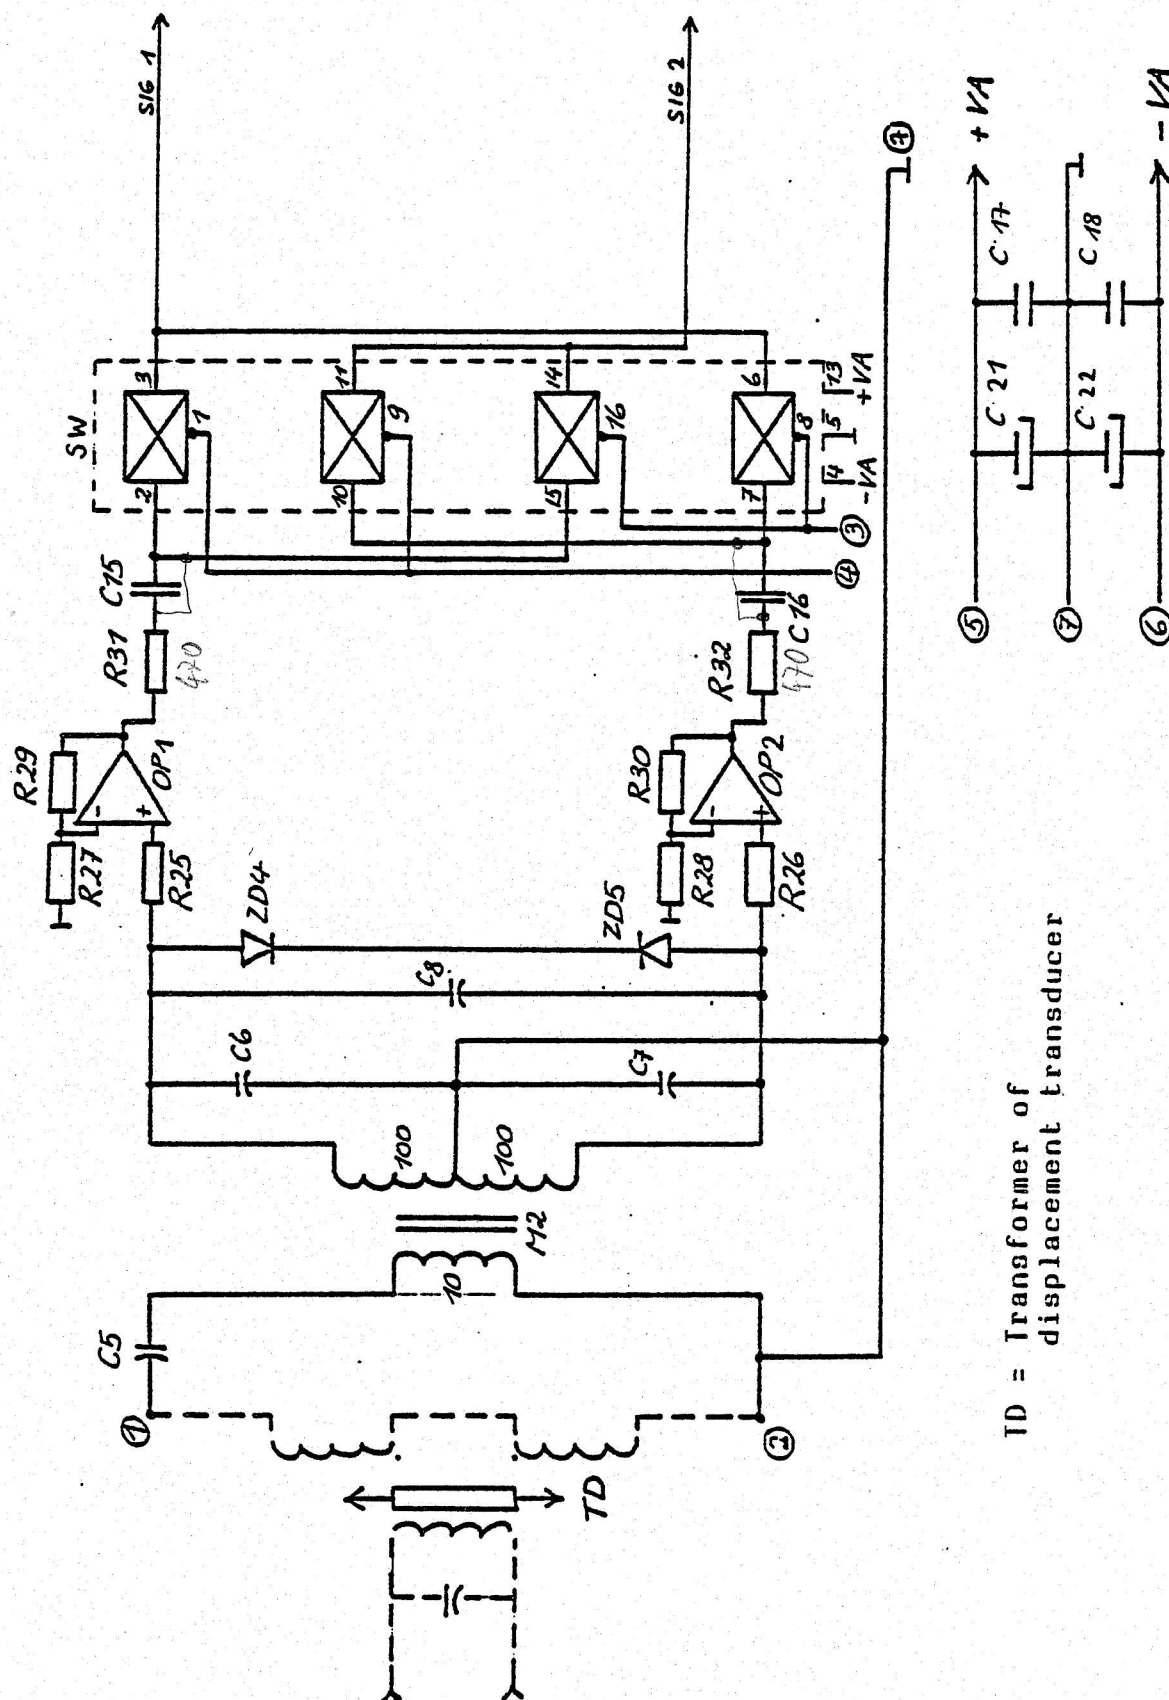 SIG 1
SIG 2
SW
3
11
14
6
1
9
16
8
2
10
15
7
4
5
13
-VA
+VA
3
4
7
C15
C16
R31
470
R32
470
R29
OP1
-
+
R27
R25
R30
OP2
-
+
R28
R26
ZD4
ZD5
C8
C6
C7
100
100
M2
10
C5
1
2
TD
5
7
6
C 21
C 22
C 17
C 18
+VA
-VA
TD = Transformer of
displacement transducer